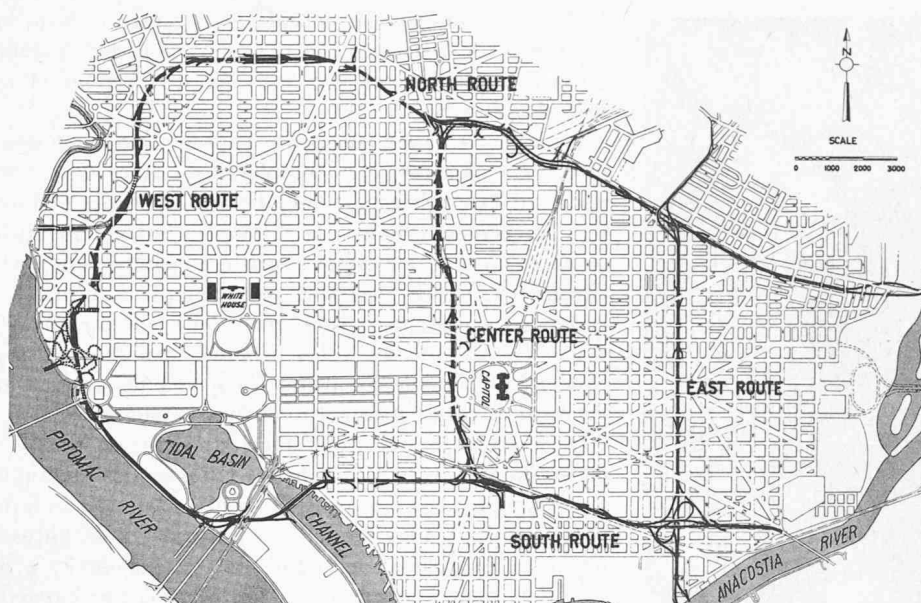 NORTH ROUTE
N
SCALE
0 1000 2000 3000
WEST ROUTE
WHITE
HOUSE
CENTER ROUTE
CAPITOL
EAST ROUTE
TIDAL BASIN
POTOMAC
RIVER
CHANNEL
SOUTH ROUTE
ANACOSTIA RIVER